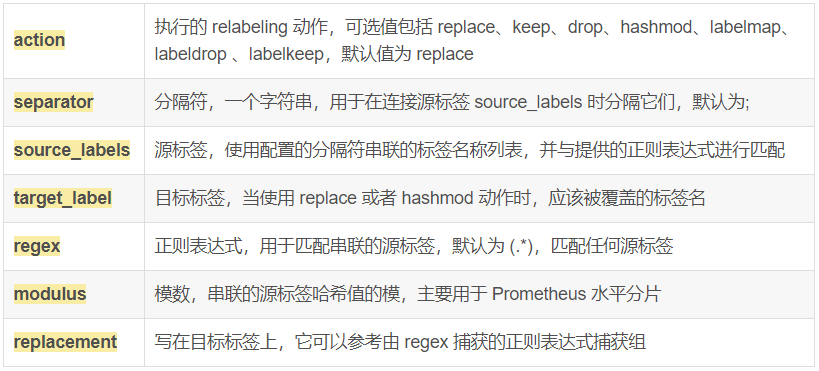 action
执行的 relabeling 动作，可选值包括 replace、keep、drop、hashmod、labelmap、
labeldrop 、labelkeep，默认值为 replace
separator
分隔符，一个字符串，用于在连接源标签 source_labels 时分隔它们，默认为;
source_labels
源标签，使用配置的分隔符串联的标签名称列表，并与提供的正则表达式进行匹配
target_label
目标标签，当使用 replace 或者 hashmod 动作时，应该被覆盖的标签名
regex
正则表达式，用于匹配串联的源标签，默认为 (.*)，匹配任何源标签
modulus
模数，串联的源标签哈希值的模，主要用于 Prometheus 水平分片
replacement
写在目标标签上，它可以参考由 regex 捕获的正则表达式捕获组